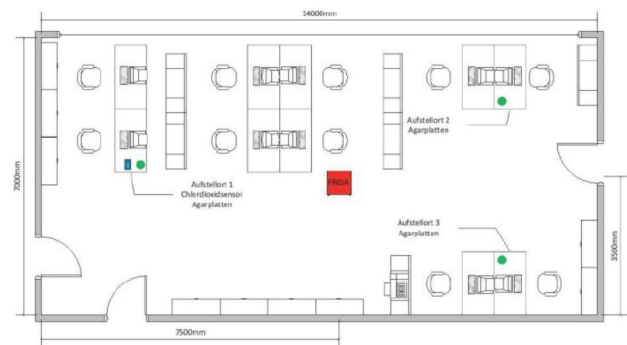 14000mm
Aufstellort 2
Agarplatten
7000mm
Aufstellort 1
Chlordioxidsensor
Agarplatten
FRIDA
Aufstellort 3
Agarplatten
3500mm
7500mm